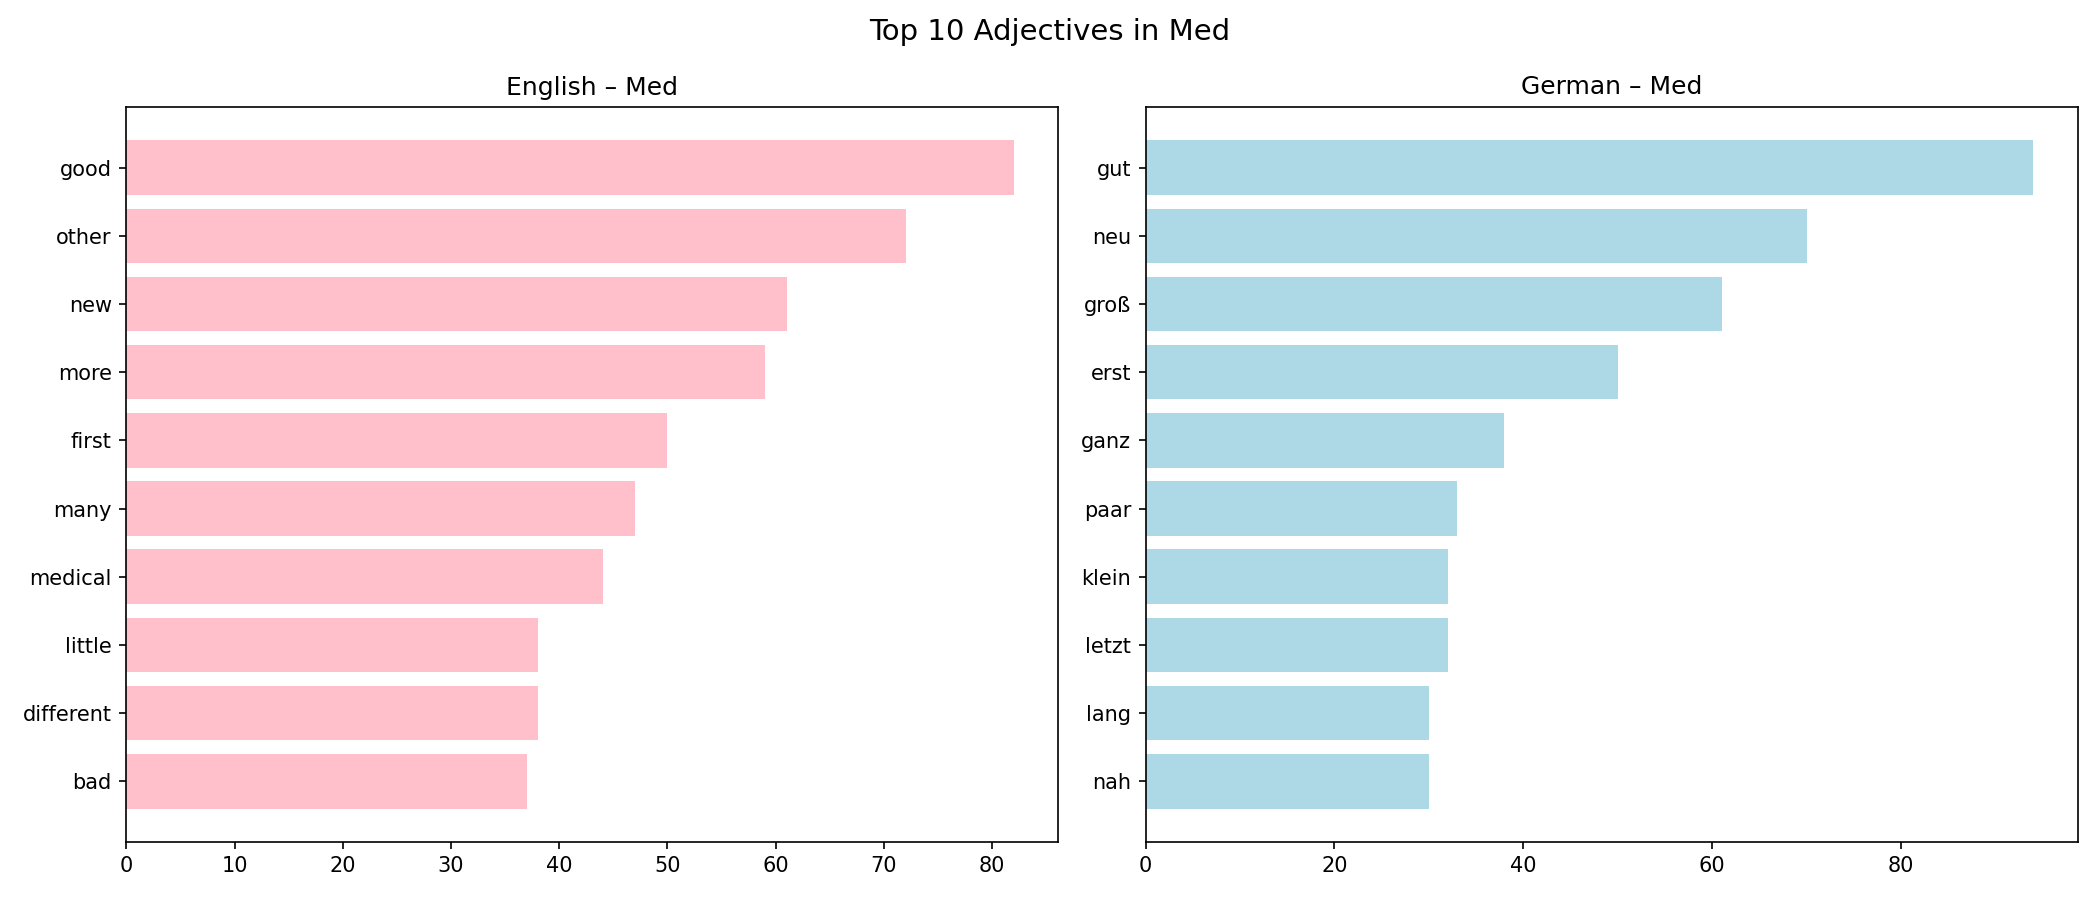 Top 10 Adjectives in Med
English – Med
good
other
new
more
first
many
medical
little
different
bad
0 10 20 30 40 50 60 70 80
German – Med
gut
neu
groß
erst
ganz
paar
klein
letzt
lang
nah
0 20 40 60 80